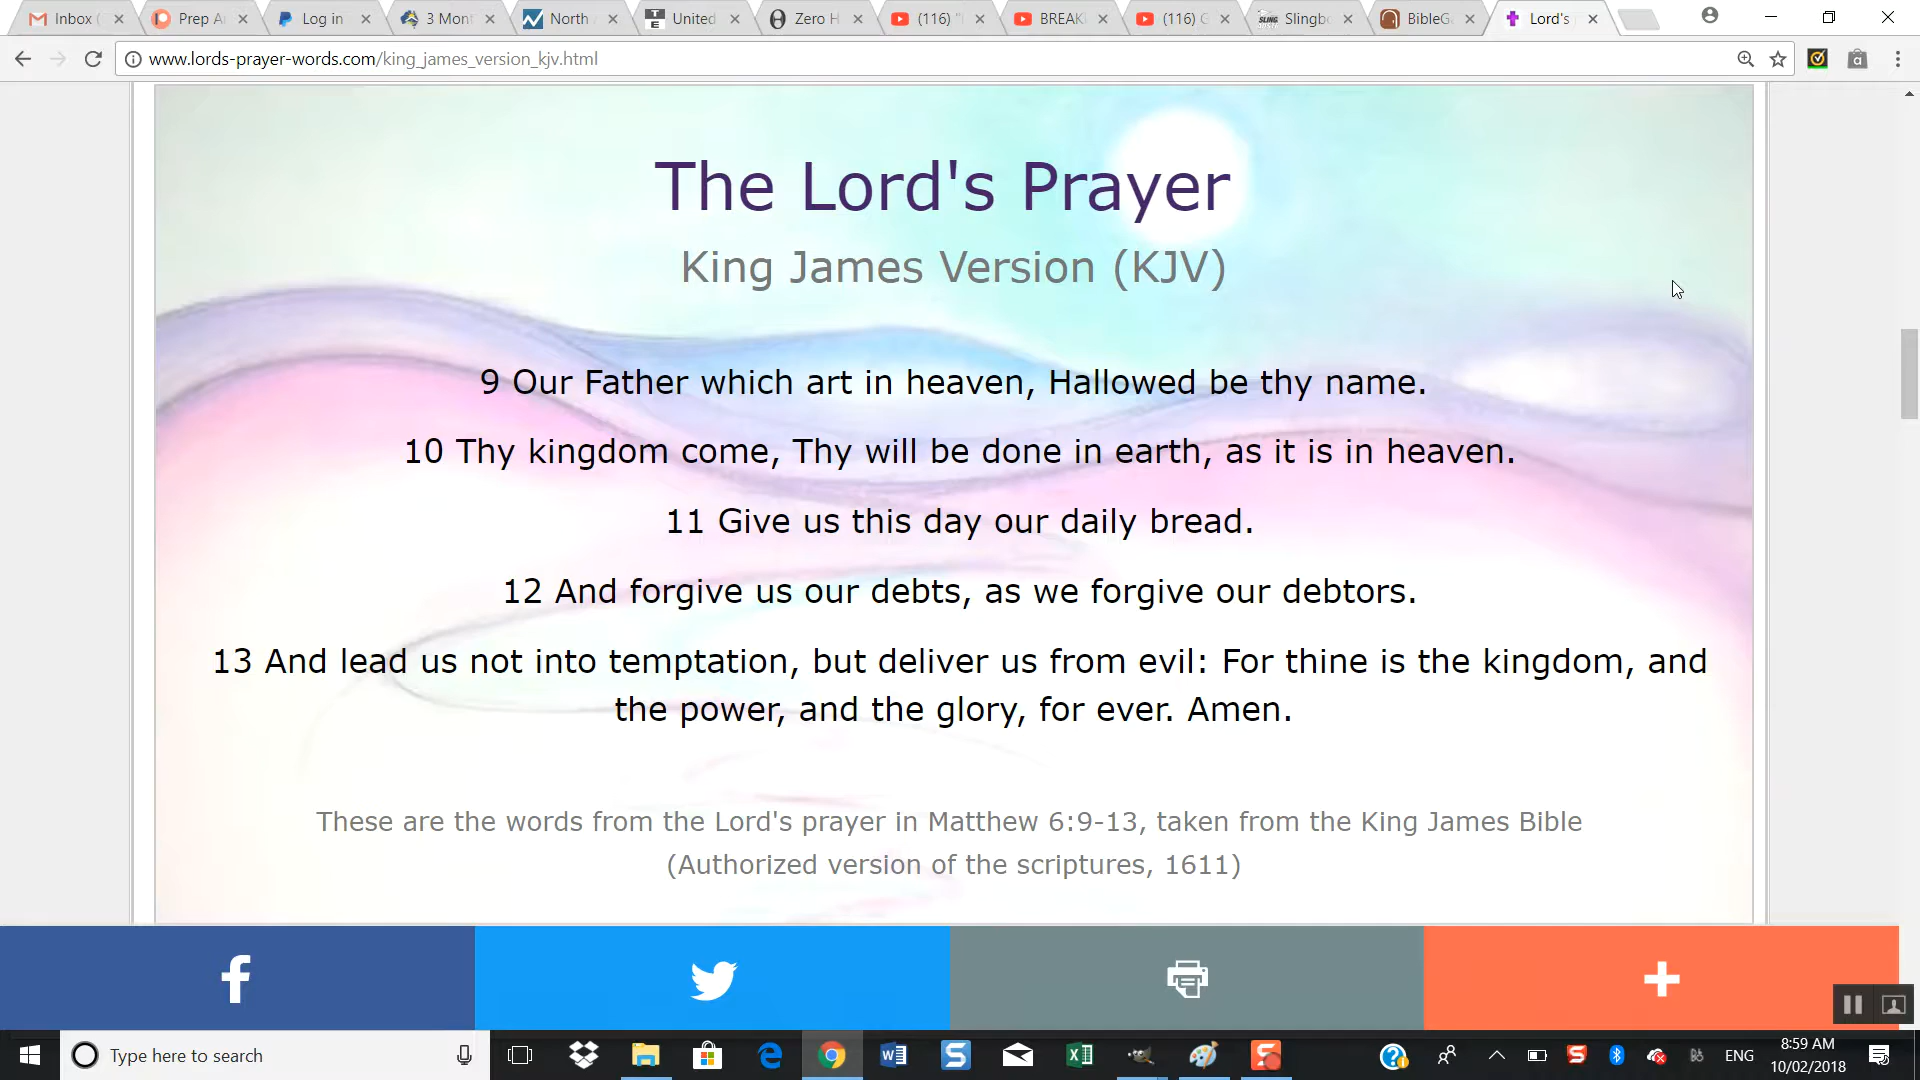 Inbox (
Prep A
Log in
3 Mon
North
United
Zero H
(116) "
BREAK
(116) G
Slingb
BibleG
Lord's
www.lords-prayer-words.com/king_james_version_kjv.html
The Lord's Prayer
King James Version (KJV)
9 Our Father which art in heaven, Hallowed be thy name.
10 Thy kingdom come, Thy will be done in earth, as it is in heaven.
11 Give us this day our daily bread.
12 And forgive us our debts, as we forgive our debtors.
13 And lead us not into temptation, but deliver us from evil: For thine is the kingdom, and
the power, and the glory, for ever. Amen.
These are the words from the Lord's prayer in Matthew 6:9-13, taken from the King James Bible
(Authorized version of the scriptures, 1611)
Type here to search
ENG
8:59 AM
10/02/2018